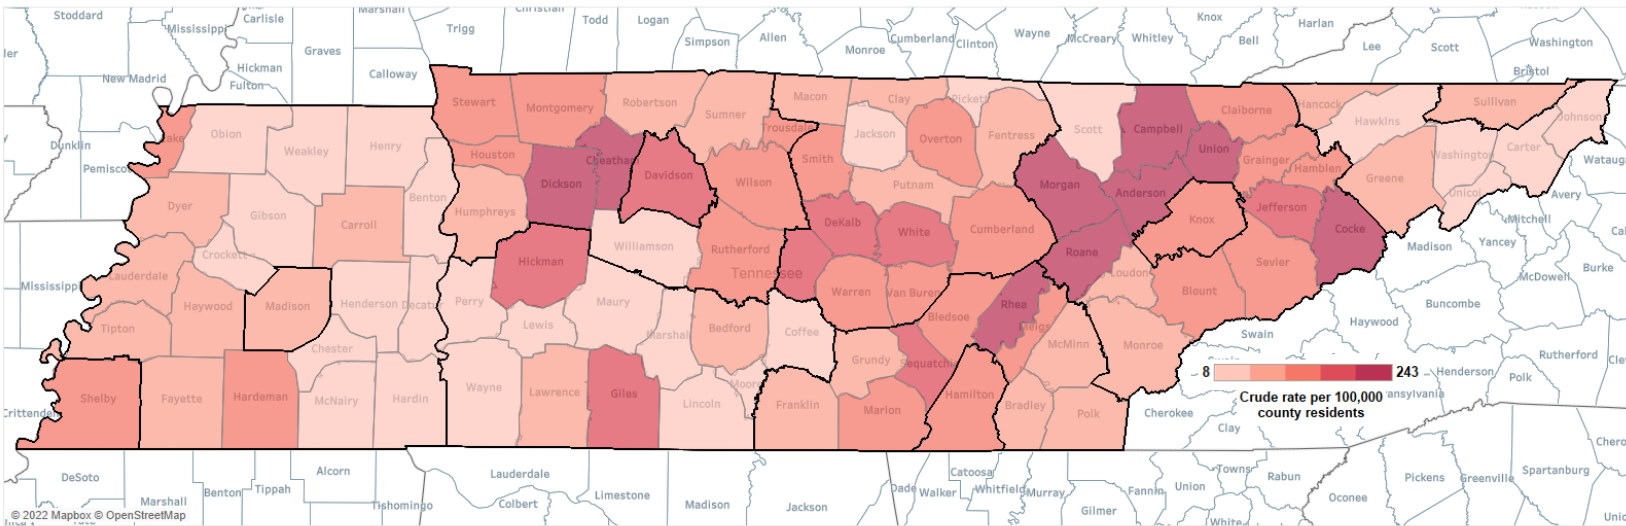 Stoddard
Mississippi
Carlisle
Marshall
Trigg
Christian
Todd
Logan
Simpson
Allen
Monroe
Cumberland
Clinton
Wayne
McCreary
Whitley
Knox
Bell
Harlan
Lee
Scott
Washington
Bristol
New Madrid
Hickman
Fulton
Graves
Calloway
Dunklin
Pemisco
Obion
Weakley
Henry
Stewart
Montgomery
Robertson
Sumner
Macon
Trousdale
Clay
Pickett
Jackson
Overton
Fentress
Scott
Campbell
Claiborne
Union
Hancock
Hawkins
Sullivan
Johnson
Washington
Carter
Unicoi
Greene
Grainger
Hamblen
Wataug
Avery
Dyer
Gibson
Carroll
Benton
Houston
Humphreys
Dickson
Cheatham
Davidson
Wilson
Smith
Putnam
DeKalb
White
Cumberland
Morgan
Anderson
Roane
Knox
Jefferson
Cocke
Sevier
Mitchell
Yancey
Madison
McDowell
Burke
Mississipp
Lauderdale
Crockett
Haywood
Madison
Henderson
Decatur
Perry
Hickman
Williamson
Rutherford
Tennessee
Maury
Lewis
Warren
Van Buren
Bledsoe
Rhea
Meigs
Loudon
Blount
Monroe
McMinn
Buncombe
Haywood
Swain
Rutherford
Tipton
Chester
Marshall
Bedford
Coffee
Grundy
Sequatchi
Shelby
Fayette
Hardeman
McNairy
Hardin
Wayne
Lawrence
Giles
Lincoln
Moore
Franklin
Marion
Hamilton
Bradley
Polk
8
243
Crude rate per 100,000
county residents
Henderson
Polk
ansylvania
Cherokee
Clay
Crittenden
DeSoto
Marshall
Benton
Tippah
Alcorn
Tishomingo
Lauderdale
Colbert
Limestone
Madison
Jackson
Dade
Walker
Catoosa
Whitfield
Murray
Gilmer
Fannin
Union
Towns
White
Rabun
Oconee
Pickens
Greenville
Spartanburg
© 2022 Mapbox © OpenStreetMap